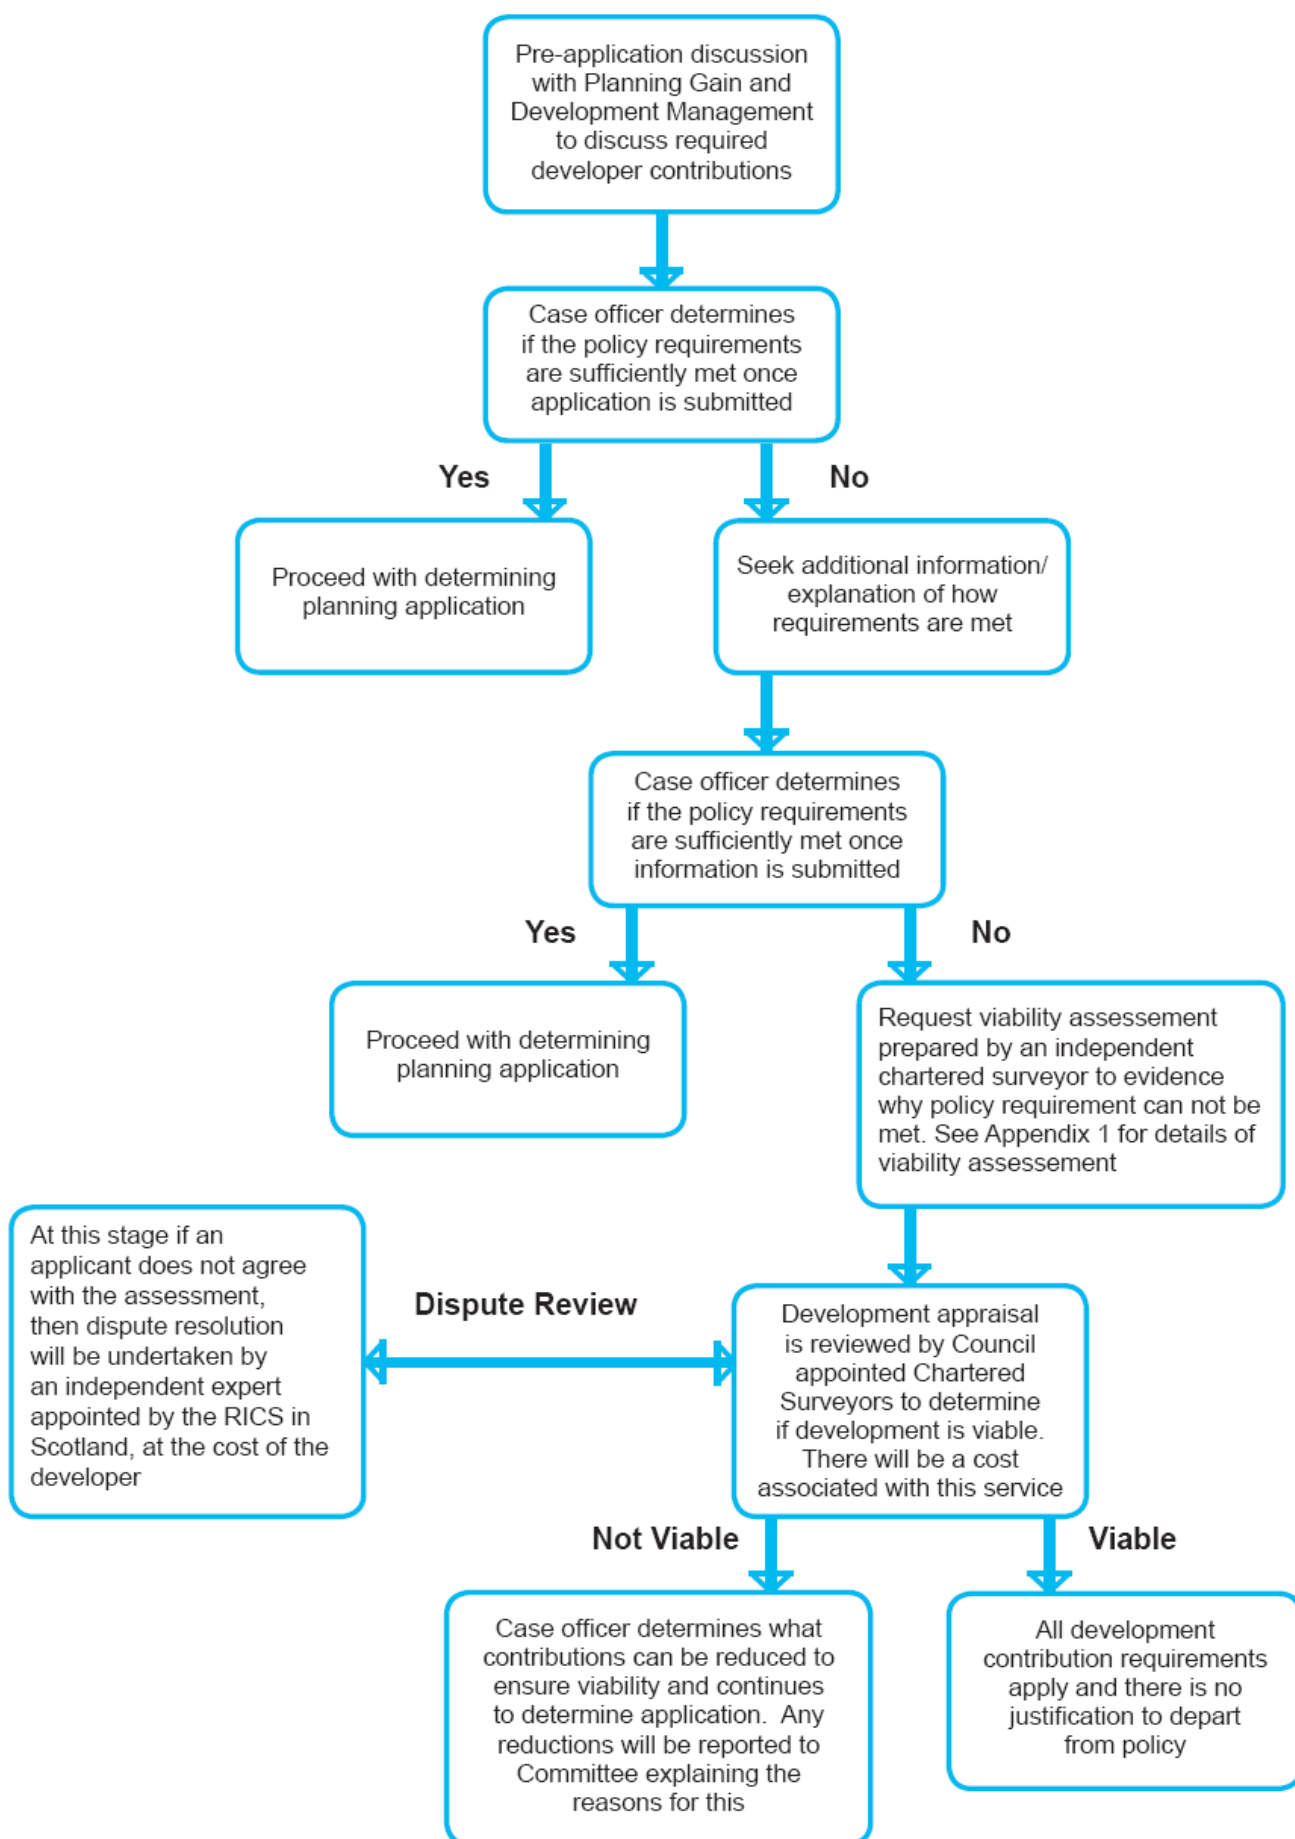 Pre-application discussion
with Planning Gain and
Development Management
to discuss required
developer contributions
Case officer determines
if the policy requirements
are sufficiently met once
application is submitted
Yes
No
Proceed with determining
planning application
Seek additional information/
explanation of how
requirements are met
Case officer determines
if the policy requirements
are sufficiently met once
information is submitted
Yes
No
Proceed with determining
planning application
Request viability assessement
prepared by an independent
chartered surveyor to evidence
why policy requirement can not be
met. See Appendix 1 for details of
viability assessement
At this stage if an
applicant does not agree
with the assessment,
then dispute resolution
will be undertaken by
an independent expert
appointed by the RICS in
Scotland, at the cost of the
developer
Dispute Review
Development appraisal
is reviewed by Council
appointed Chartered
Surveyors to determine
if development is viable.
There will be a cost
associated with this service
Not Viable
Viable
Case officer determines what
contributions can be reduced to
ensure viability and continues
to determine application.  Any
reductions will be reported to
Committee explaining the
reasons for this
All development
contribution requirements
apply and there is no
justification to depart
from policy